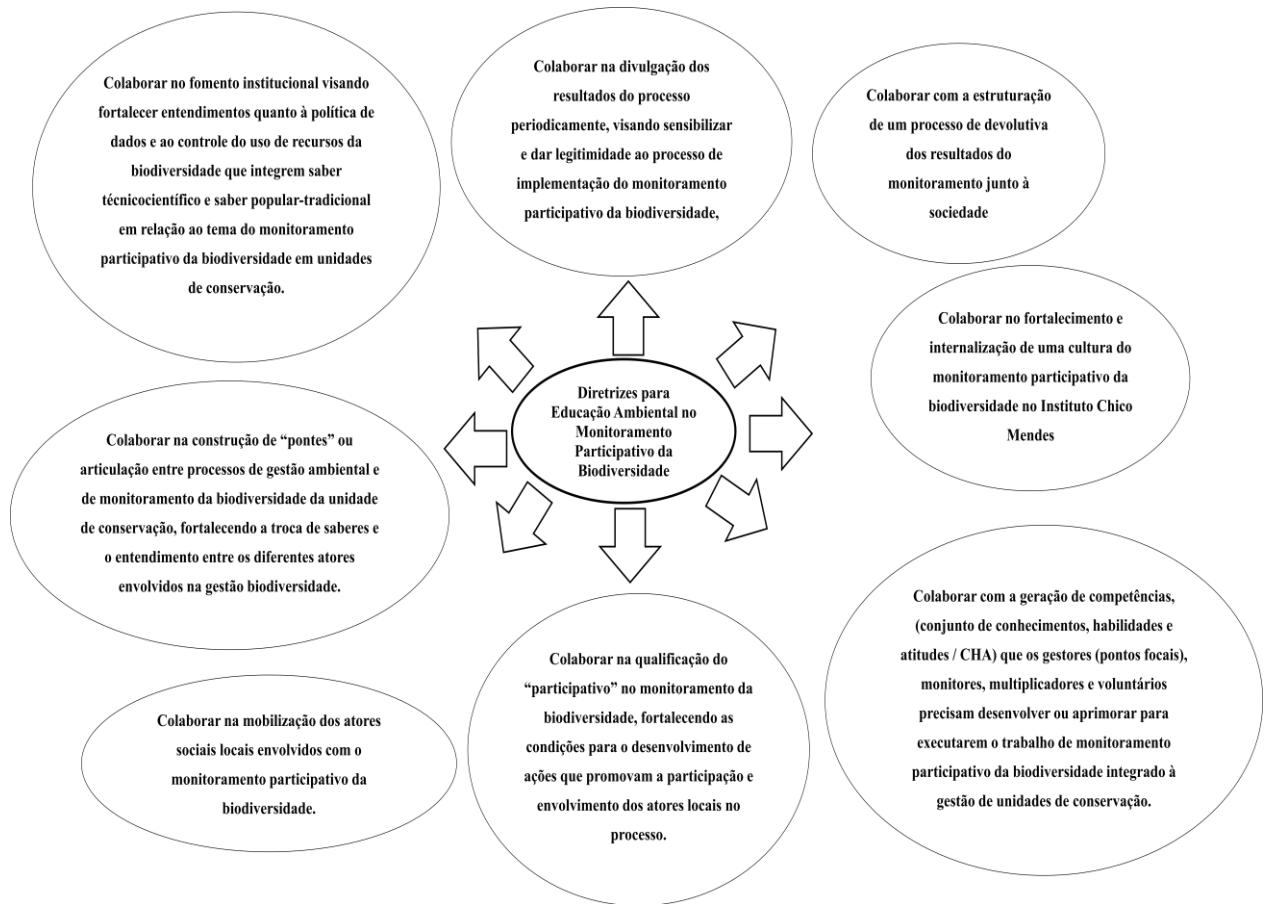 Colaborar no fomento institucional visando
fortalecer entendimentos quanto à política de
dados e ao controle do uso de recursos da
biodiversidade que integrem saber
técnicocientífico e saber popular-tradicional
em relação ao tema do monitoramento
participativo da biodiversidade em unidades
de conservação.
Colaborar na divulgação dos
resultados do processo
periodicamente, visando sensibilizar
e dar legitimidade ao processo de
implementação do monitoramento
participativo da biodiversidade,
Colaborar com a estruturação
de um processo de devolutiva
dos resultados do
monitoramento junto à
sociedade
Colaborar no fortalecimento e
internalização de uma cultura do
monitoramento participativo da
biodiversidade no Instituto Chico
Mendes
Diretrizes para
Educação Ambiental no
Monitoramento
Participativo da
Biodiversidade
Colaborar na construção de “pontes” ou
articulação entre processos de gestão ambiental e
de monitoramento da biodiversidade da unidade
de conservação, fortalecendo a troca de saberes e
o entendimento entre os diferentes atores
envolvidos na gestão biodiversidade.
Colaborar com a geração de competências,
(conjunto de conhecimentos, habilidades e
atitudes / CHA) que os gestores (pontos focais),
monitores, multiplicadores e voluntários
precisam desenvolver ou aprimorar para
executarem o trabalho de monitoramento
participativo da biodiversidade integrado à
gestão de unidades de conservação.
Colaborar na qualificação do
“participativo” no monitoramento da
biodiversidade, fortalecendo as
condições para o desenvolvimento de
ações que promovam a participação e
envolvimento dos atores locais no
processo.
Colaborar na mobilização dos atores
sociais locais envolvidos com o
monitoramento participativo da
biodiversidade.